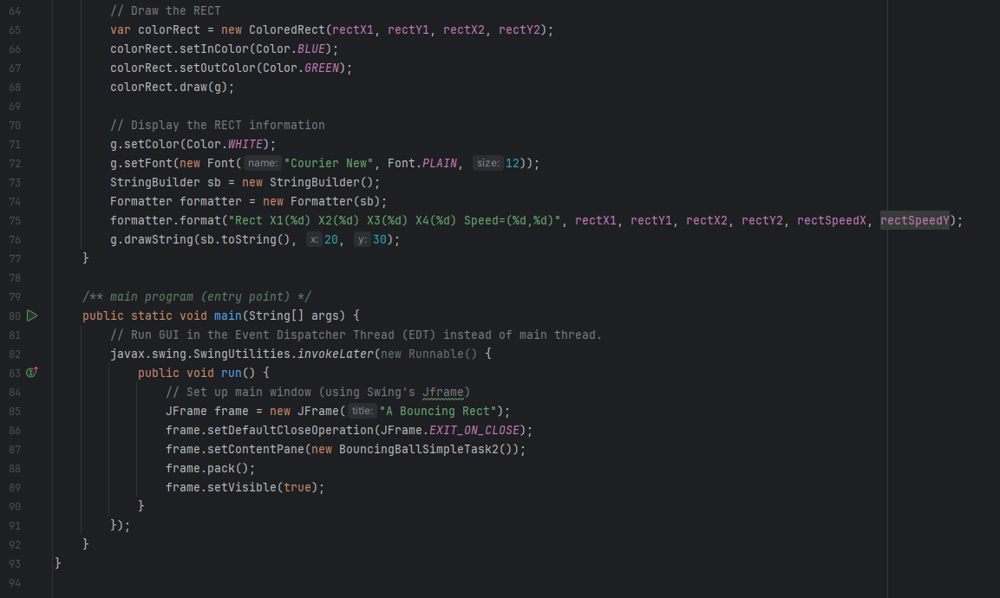 64 // Draw the RECT
65 var colorRect = new ColoredRect(rectX1, rectY1, rectX2, rectY2);
66 colorRect.setInColor(Color.BLUE);
67 colorRect.setOutColor(Color.GREEN);
68 colorRect.draw(g);
69
70 // Display the RECT information
71 g.setColor(Color.WHITE);
72 g.setFont(new Font( name: "Courier New", Font.PLAIN, size: 12));
73 StringBuilder sb = new StringBuilder();
74 Formatter formatter = new Formatter(sb);
75 formatter.format("Rect X1(%d) X2(%d) X3(%d) X4(%d) Speed=(%d,%d)", rectX1, rectY1, rectX2, rectY2, rectSpeedX, rectSpeedY);
76 g.drawString(sb.toString(), x: 20, y: 30);
77 }
78
79 /** main program (entry point) */
80 public static void main(String[] args) {
81 // Run GUI in the Event Dispatcher Thread (EDT) instead of main thread.
82 javax.swing.SwingUtilities.invokeLater(new Runnable() {
83 public void run() {
84 // Set up main window (using Swing's Jframe)
85 JFrame frame = new JFrame( title: "A Bouncing Rect");
86 frame.setDefaultCloseOperation(JFrame.EXIT_ON_CLOSE);
87 frame.setContentPane(new BouncingBallSimpleTask2());
88 frame.pack();
89 frame.setVisible(true);
90 }
91 });
92 }
93 }
94